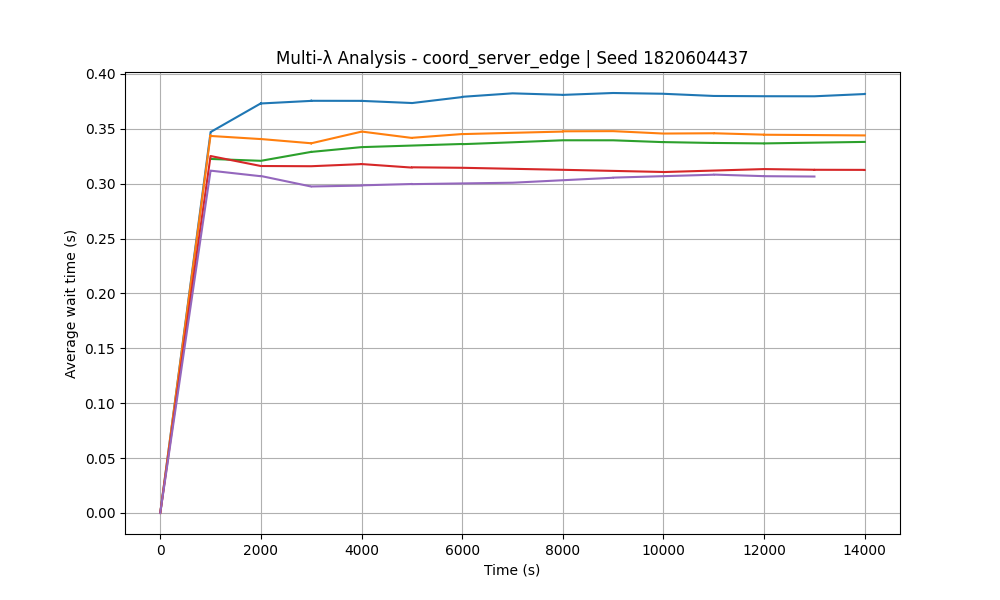 Multi-λ Analysis - coord_server_edge | Seed 1820604437
0.40
0.35
0.30
0.25
0.20
0.15
0.10
0.05
0.00
Average wait time (s)
0 2000 4000 6000 8000 10000 12000 14000
Time (s)